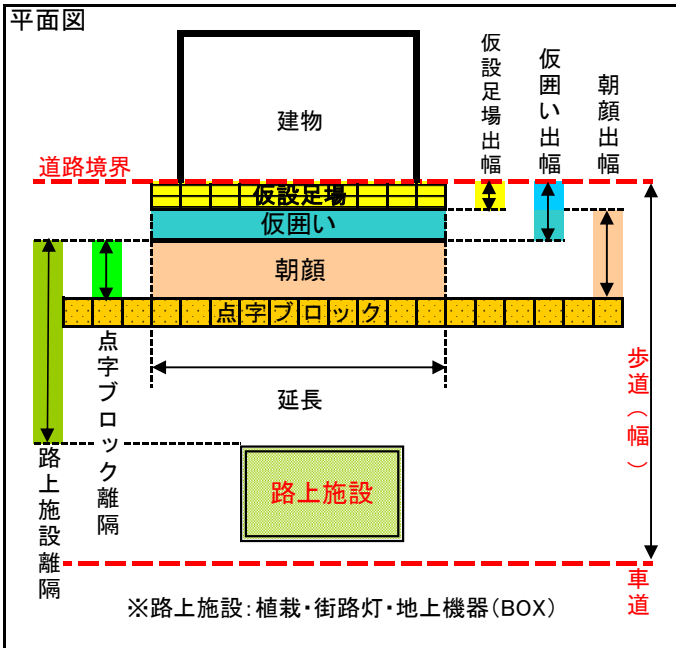 平面図
建物
仮設足場出幅
仮囲い出幅
朝顔出幅
道路境界
仮設足場
仮囲い
朝顔
点字ブロック
点字ブロック離隔
延長
歩道(幅)
路上施設離隔
路上施設
車道
※路上施設:植栽・街路灯・地上機器(BOX)